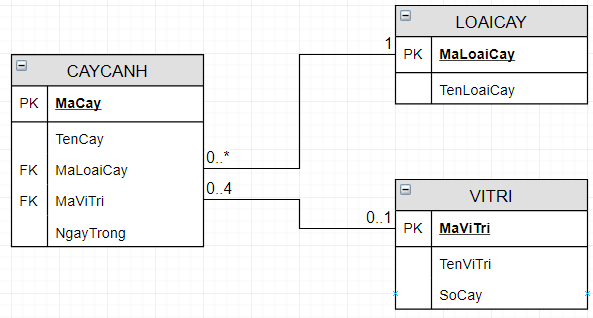 CAYCANH
PK MaCay
TenCay
FK MaLoaiCay
FK MaViTri
NgayTrong
0..*
0..4
1
0..1
LOAICAY
PK MaLoaiCay
TenLoaiCay
VITRI
PK MaViTri
TenViTri
SoCay